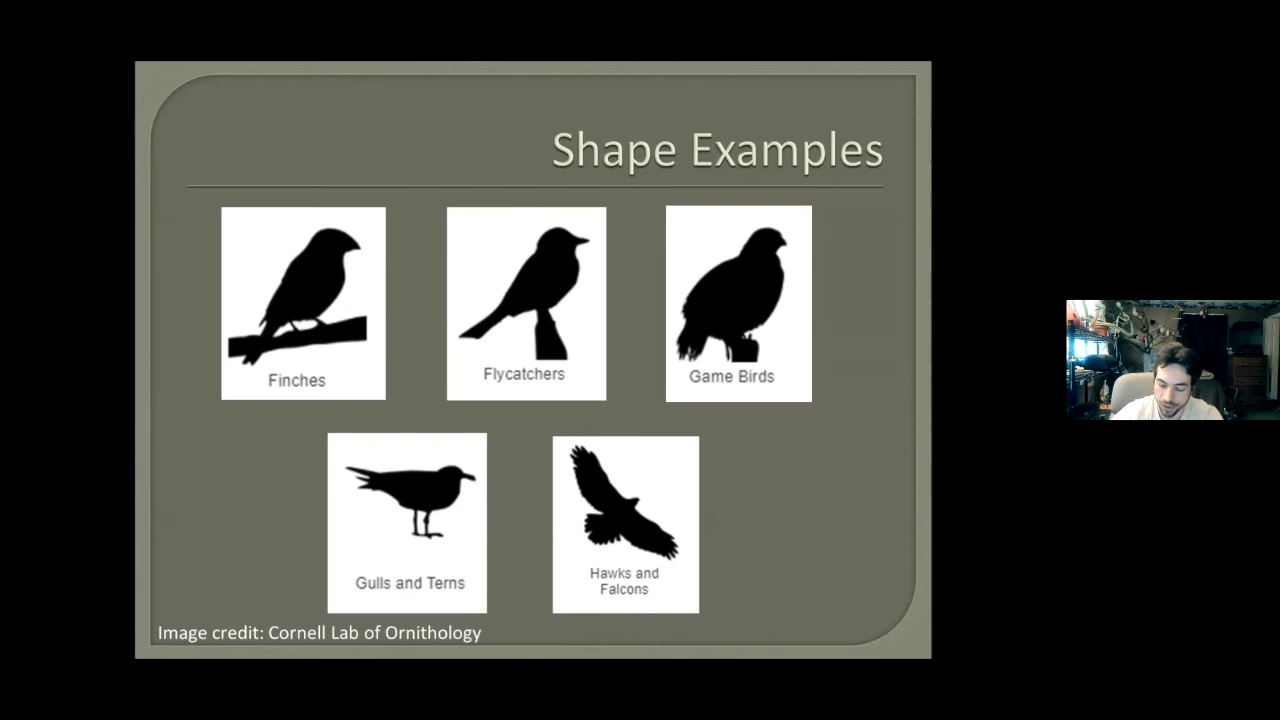 Shape Examples
Finches
Flycatchers
Game Birds
Gulls and Terns
Hawks and
Falcons
Image credit: Cornell Lab of Ornithology